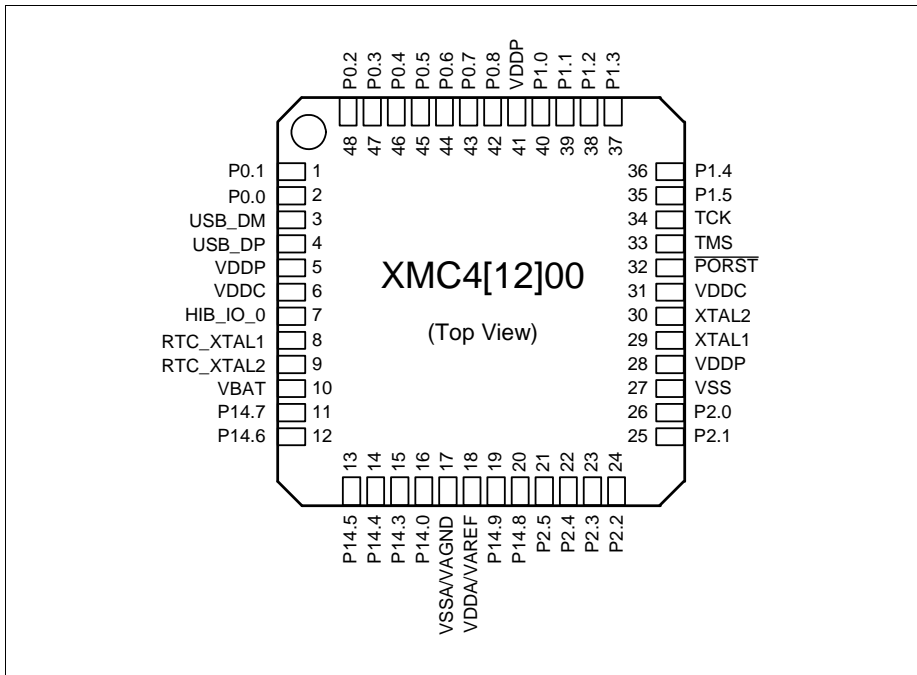 P0.2 P0.3 P0.4 P0.5 P0.6 P0.7 P0.8 VDDP P1.0 P1.1 P1.2 P1.3
48 47 46 45 44 43 42 41 40 39 38 37
P0.1 1 36 P1.4
P0.0 2 35 P1.5
USB_DM 3 34 TCK
USB_DP 4 33 TMS
VDDP 5 32 PORST
VDDC 6 31 VDDC
HIB_IO_0 7 30 XTAL2
RTC_XTAL1 8 29 XTAL1
RTC_XTAL2 9 28 VDDP
VBAT 10 27 VSS
P14.7 11 26 P2.0
P14.6 12 25 P2.1
XMC4[12]00
(Top View)
13 14 15 16 17 18 19 20 21 22 23 24
P14.5 P14.4 P14.3 P14.0 VSSA/VAGND VDDA/VAREF P14.9 P14.8 P2.5 P2.4 P2.3 P2.2